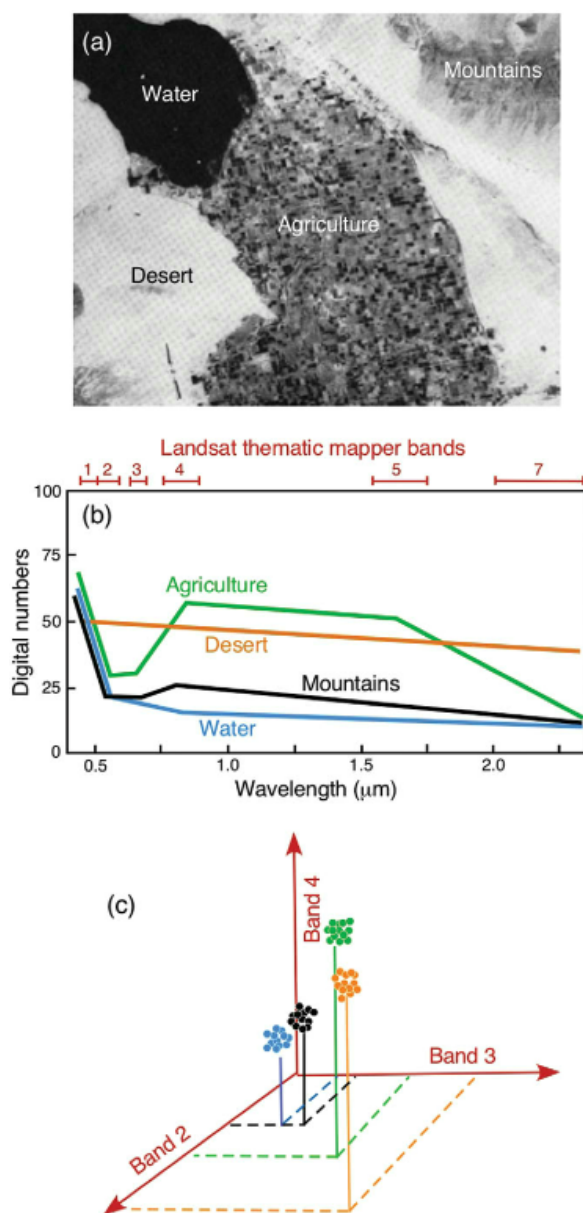 (a)
Mountains
Water
Agriculture
Desert
Landsat thematic mapper bands
1 2 3 4 5 7
100
(b)
75
Agriculture
50
Desert
25
Mountains
Water
0
Digital numbers
0.5 1.0 1.5 2.0
Wavelength (μm)
(c)
Band 4
Band 3
Band 2